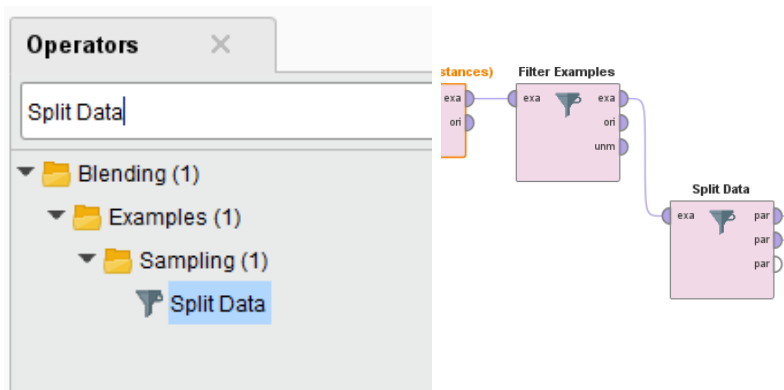 Operators
Split Data
Blending (1)
Examples (1)
Sampling (1)
Split Data
stances)
exa
ori
Filter Examples
exa exa
ori
unm
Split Data
exa par
par
par